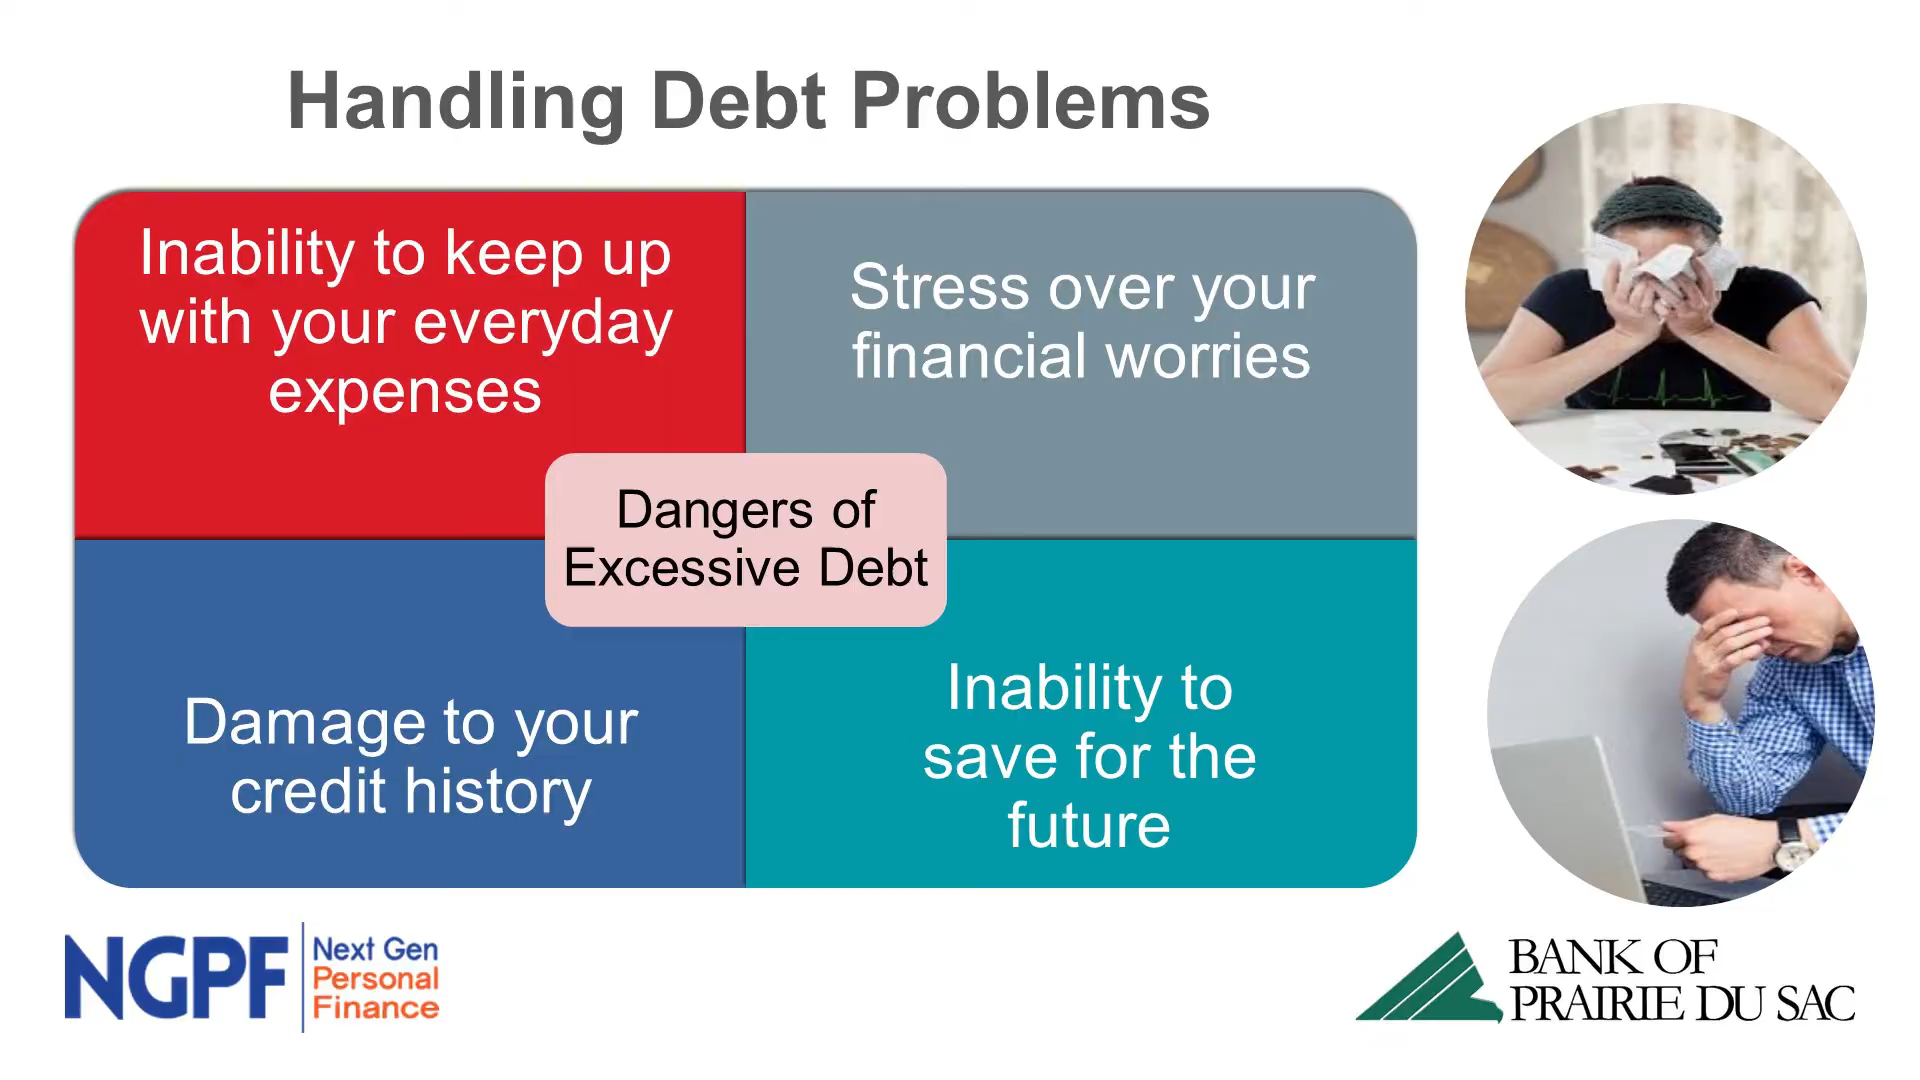 Handling Debt Problems
Inability to keep up
with your everyday
expenses
Stress over your
financial worries
Dangers of
Excessive Debt
Damage to your
credit history
Inability to
save for the
future
NGPF
Next Gen
Personal
Finance
BANK OF
PRAIRIE DU SAC